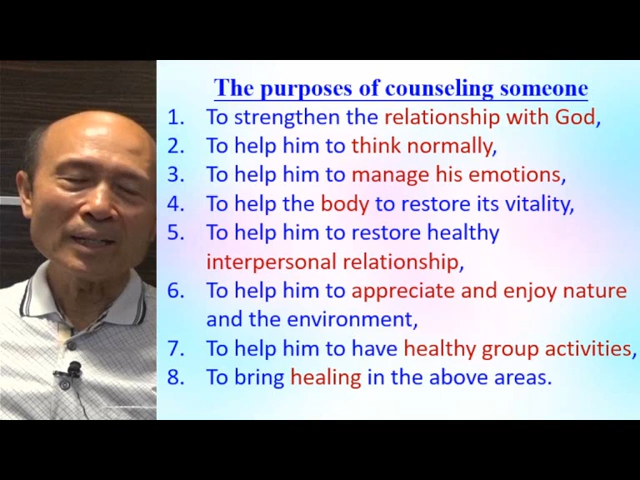 The purposes of counseling someone
1. To strengthen the relationship with God,
2. To help him to think normally,
3. To help him to manage his emotions,
4. To help the body to restore its vitality,
5. To help him to restore healthy
interpersonal relationship,
6. To help him to appreciate and enjoy nature
and the environment,
7. To help him to have healthy group activities,
8. To bring healing in the above areas.